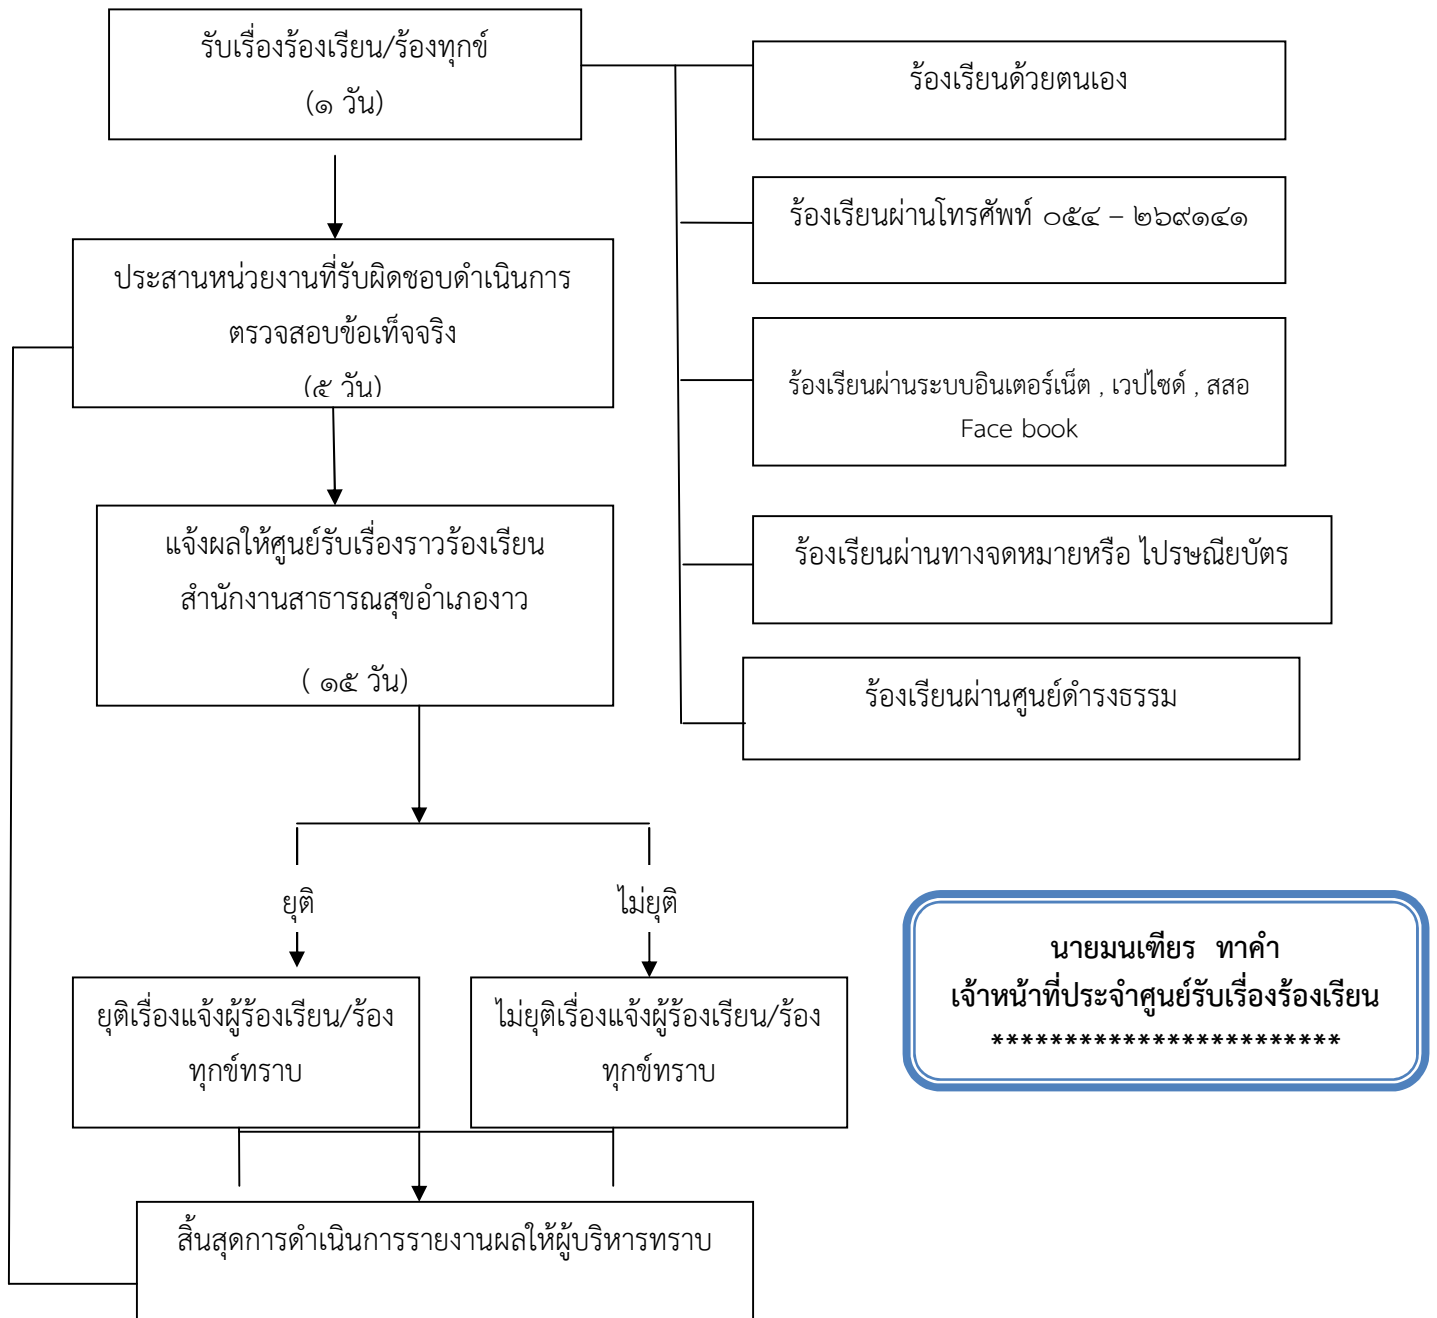 รับเรื่องร้องเรียน/ร้องทุกข์
(๑ วัน)
ร้องเรียนด้วยตนเอง
ร้องเรียนผ่านโทรศัพท์ ๐๕๔ – ๒๖๙๑๔๑
ประสานหน่วยงานที่รับผิดชอบดำเนินการ
ตรวจสอบข้อเท็จจริง
(๕ วัน)
ร้องเรียนผ่านระบบอินเตอร์เน็ต , เวปไซด์ , สสอ
Face book
แจ้งผลให้ศูนย์รับเรื่องราวร้องเรียน
สำนักงานสาธารณสุขอำเภองาว
( ๑๕ วัน)
ร้องเรียนผ่านทางจดหมายหรือ ไปรษณียบัตร
ร้องเรียนผ่านศูนย์ดำรงธรรม
ยุติ
ไม่ยุติ
ยุติเรื่องแจ้งผู้ร้องเรียน/ร้อง
ทุกข์ทราบ
ไม่ยุติเรื่องแจ้งผู้ร้องเรียน/ร้อง
ทุกข์ทราบ
นายมนเฑียร ทาคำ
เจ้าหน้าที่ประจำศูนย์รับเรื่องร้องเรียน
************************
สิ้นสุดการดำเนินการรายงานผลให้ผู้บริหารทราบ